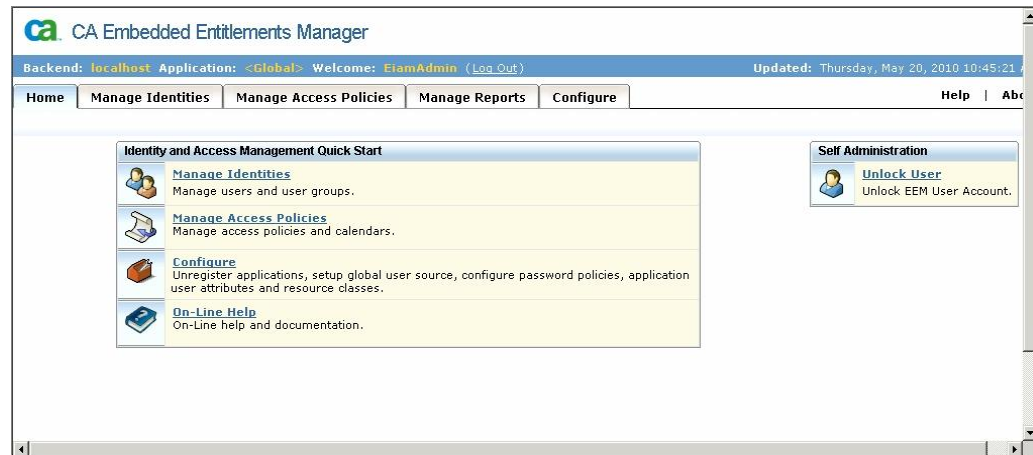 ca. CA Embedded Entitlements Manager
Backend: localhost Application: <Global> Welcome: EiamAdmin (Log Out) Updated: Thursday, May 20, 2010 10:45:21
Home Manage Identities Manage Access Policies Manage Reports Configure Help |
Identity and Access Management Quick Start
Manage Identities
Manage users and user groups.
Manage Access Policies
Manage access policies and calendars.
Configure
Unregister applications, setup global user source, configure password policies, application
user attributes and resource classes.
On-Line Help
On-Line help and documentation.
Self Administration
Unlock User
Unlock EEM User Account.